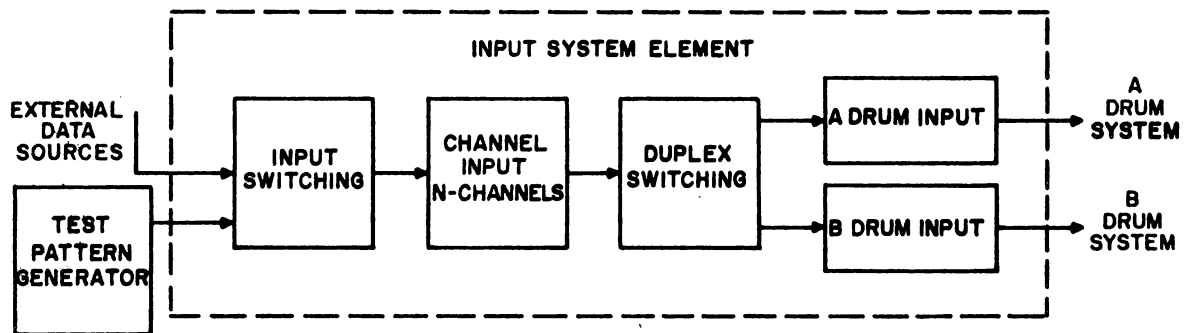 INPUT SYSTEM ELEMENT
EXTERNAL
DATA
SOURCES
TEST
PATTERN
GENERATOR
INPUT
SWITCHING
CHANNEL
INPUT
N-CHANNELS
DUPLEX
SWITCHING
A DRUM INPUT
B DRUM INPUT
A
DRUM
SYSTEM
B
DRUM
SYSTEM